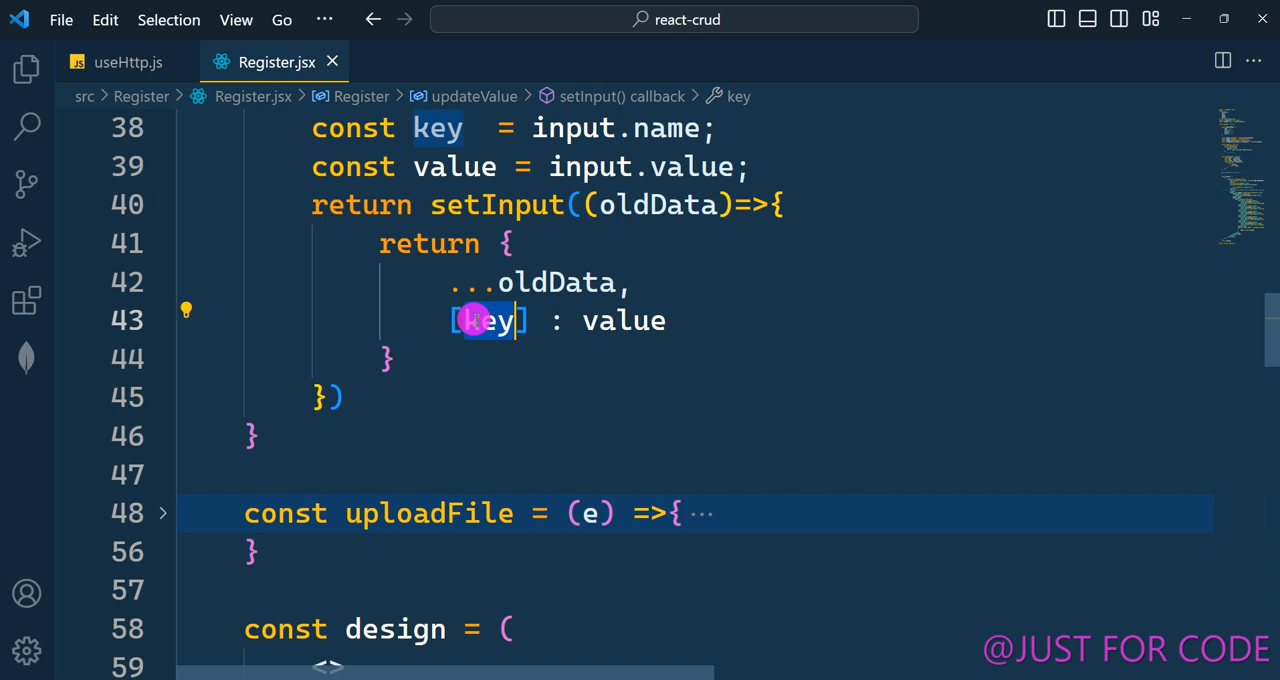 File Edit Selection View Go ··· react-crud
JS useHttp.js Register.jsx
src > Register > Register.jsx > Register > updateValue > setInput() callback > key
38 const key = input.name;
39 const value = input.value;
40 return setInput((oldData)=>{
41 return {
42 ...oldData,
43 [key] : value
44 }
45 })
46 }
47
48 const uploadFile = (e) =>{ ···
56 }
57
58 const design = (
59 <>
@JUST FOR CODE